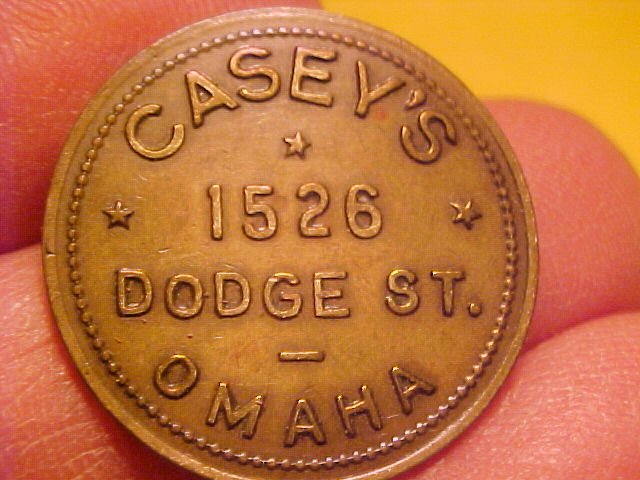 CASEY'S
1526
DODGE ST.
OMAHA